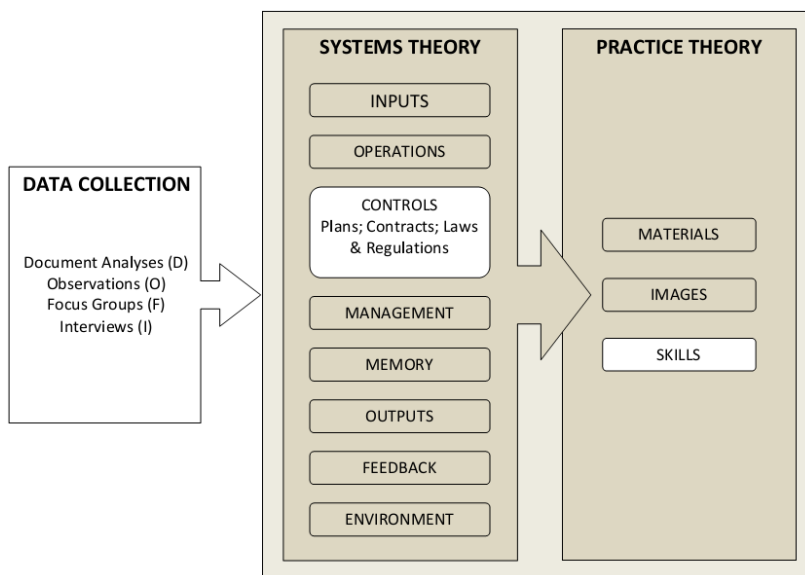 DATA COLLECTION
Document Analyses (D)
Observations (O)
Focus Groups (F)
Interviews (I)
SYSTEMS THEORY
INPUTS
OPERATIONS
CONTROLS
Plans; Contracts; Laws
& Regulations
MANAGEMENT
MEMORY
OUTPUTS
FEEDBACK
ENVIRONMENT
PRACTICE THEORY
MATERIALS
IMAGES
SKILLS